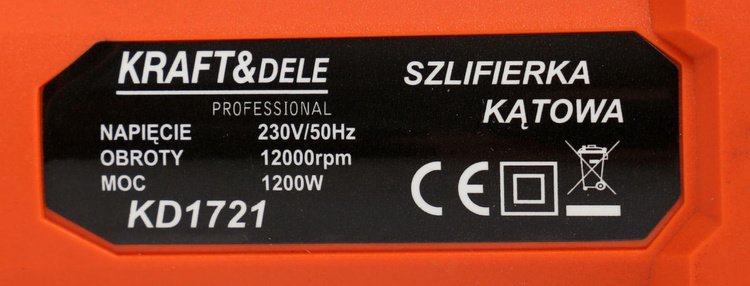 KRAFT&DELE
PROFESSIONAL
NAPIĘCIE 230V/50Hz
OBROTY 12000rpm
MOC 1200W
KD1721
SZLIFIERKA
KĄTOWA
CE